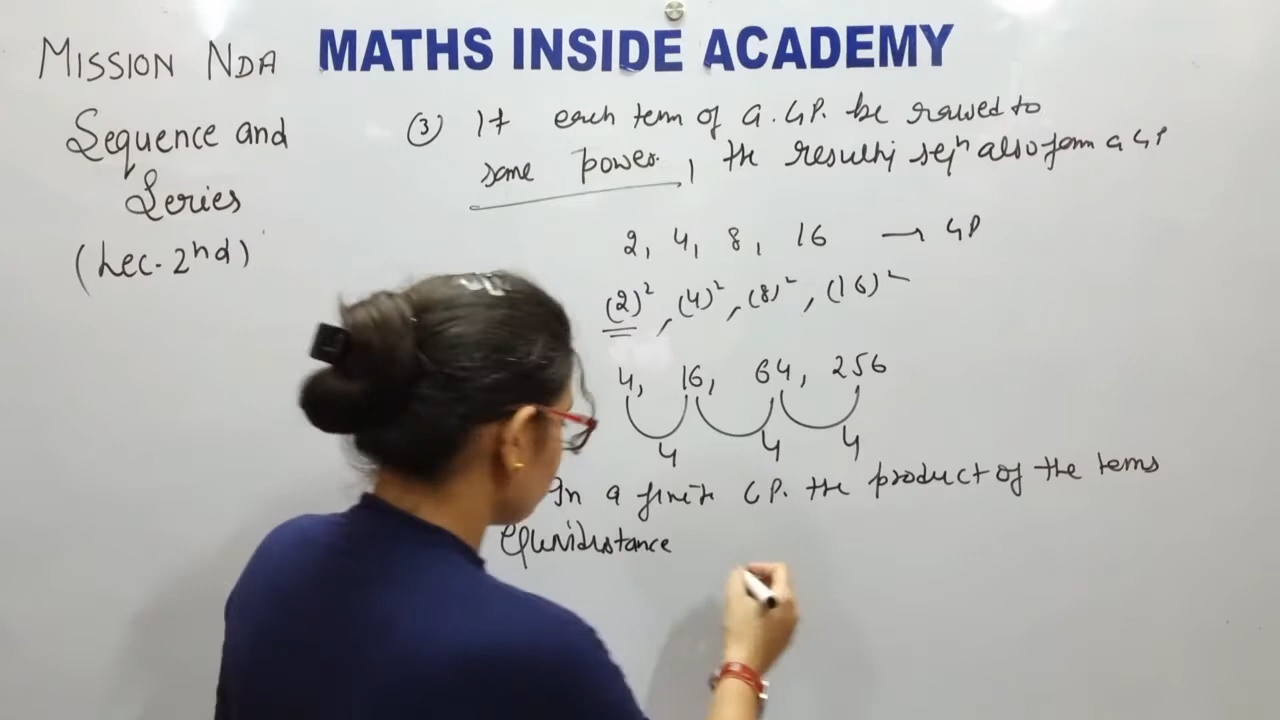 MISSION NDA
MATHS INSIDE ACADEMY
Sequence and
Series
(Lec. 2nd)
(3) If each term of a G.P. be raised to
same power, the resultij seqn also form a GP
2, 4, 8, 16 → GP
(2)², (4)², (8)², (16)²
4, 16, 64, 256
4 4 4
In a finite G.P. the product of the terms
Equidistance